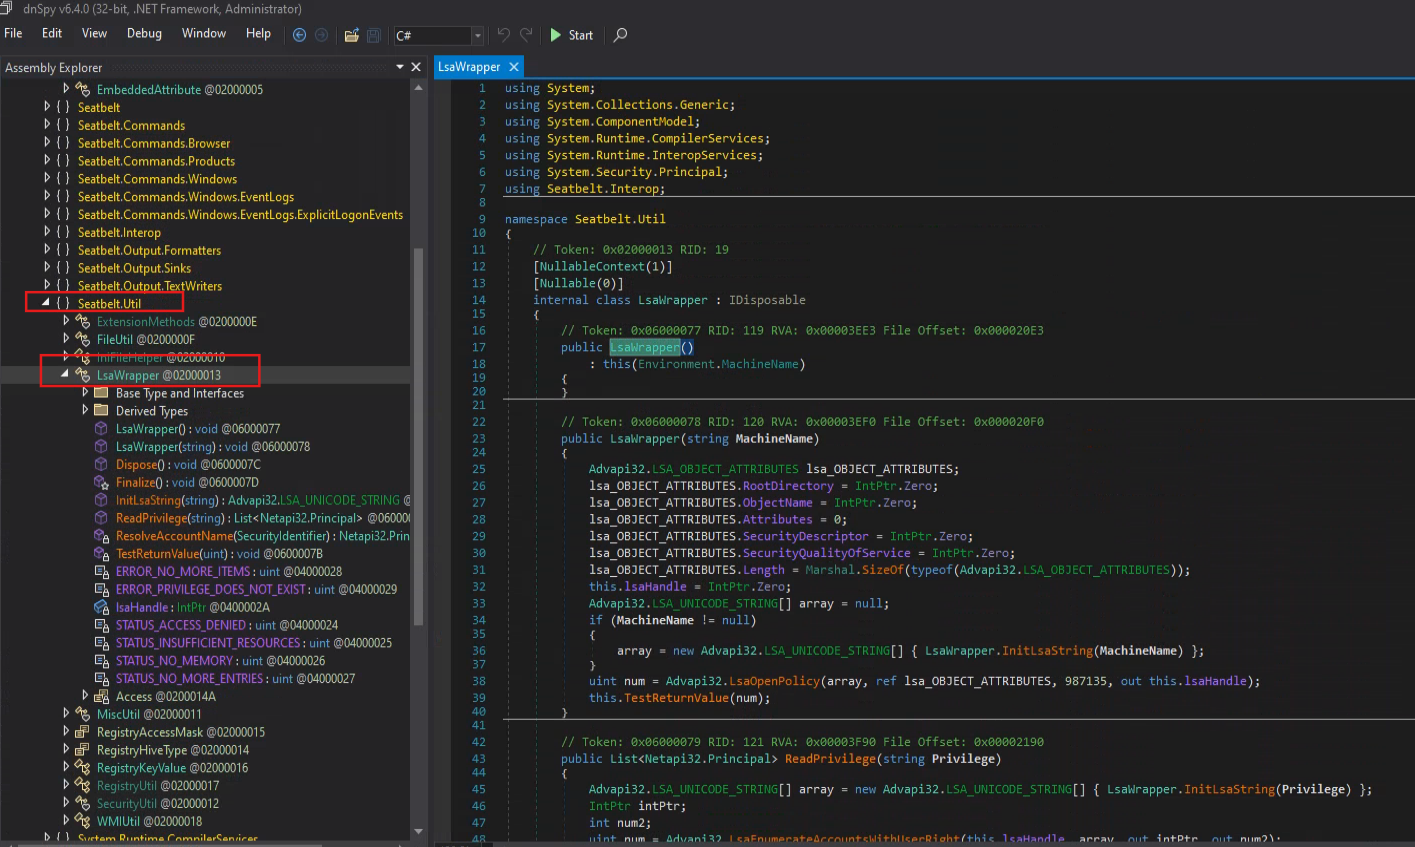 dnSpy v6.4.0 (32-bit, .NET Framework, Administrator)
File Edit View Debug Window Help C# Start
Assembly Explorer
EmbeddedAttribute @02000005
{ } Seatbelt
{ } Seatbelt.Commands
{ } Seatbelt.Commands.Browser
{ } Seatbelt.Commands.Products
{ } Seatbelt.Commands.Windows
{ } Seatbelt.Commands.Windows.EventLogs
{ } Seatbelt.Commands.Windows.EventLogs.ExplicitLogonEvents
{ } Seatbelt.Interop
{ } Seatbelt.Output.Formatters
{ } Seatbelt.Output.Sinks
{ } Seatbelt.Output.TextWriters
{ } Seatbelt.Util
ExtensionMethods @0200000E
FileUtil @0200000F
IniFileHelper @02000010
LsaWrapper @02000013
Base Type and Interfaces
Derived Types
LsaWrapper() : void @06000077
LsaWrapper(string) : void @06000078
Dispose() : void @0600007C
Finalize() : void @0600007D
InitLsaString(string) : Advapi32.LSA_UNICODE_STRING @
ReadPrivilege(string) : List<Netapi32.Principal> @06000
ResolveAccountName(SecurityIdentifier) : Netapi32.Prin
TestReturnValue(uint) : void @0600007B
ERROR_NO_MORE_ITEMS : uint @04000028
ERROR_PRIVILEGE_DOES_NOT_EXIST : uint @04000029
lsaHandle : IntPtr @0400002A
STATUS_ACCESS_DENIED : uint @04000024
STATUS_INSUFFICIENT_RESOURCES : uint @04000025
STATUS_NO_MEMORY : uint @04000026
STATUS_NO_MORE_ENTRIES : uint @04000027
Access @0200014A
MiscUtil @02000011
RegistryAccessMask @02000015
RegistryHiveType @02000014
RegistryKeyValue @02000016
RegistryUtil @02000017
SecurityUtil @02000012
WMIUtil @02000018
{ } System.Runtime.CompilerServices
LsaWrapper
1 using System;
2 using System.Collections.Generic;
3 using System.ComponentModel;
4 using System.Runtime.CompilerServices;
5 using System.Runtime.InteropServices;
6 using System.Security.Principal;
7 using Seatbelt.Interop;
8
9 namespace Seatbelt.Util
10 {
11 // Token: 0x02000013 RID: 19
12 [NullableContext(1)]
13 [Nullable(0)]
14 internal class LsaWrapper : IDisposable
15 {
16 // Token: 0x06000077 RID: 119 RVA: 0x00003EE3 File Offset: 0x000020E3
17 public LsaWrapper()
18 : this(Environment.MachineName)
19 {
20 }
21
22 // Token: 0x06000078 RID: 120 RVA: 0x00003EF0 File Offset: 0x000020F0
23 public LsaWrapper(string MachineName)
24 {
25 Advapi32.LSA_OBJECT_ATTRIBUTES lsa_OBJECT_ATTRIBUTES;
26 lsa_OBJECT_ATTRIBUTES.RootDirectory = IntPtr.Zero;
27 lsa_OBJECT_ATTRIBUTES.ObjectName = IntPtr.Zero;
28 lsa_OBJECT_ATTRIBUTES.Attributes = 0;
29 lsa_OBJECT_ATTRIBUTES.SecurityDescriptor = IntPtr.Zero;
30 lsa_OBJECT_ATTRIBUTES.SecurityQualityOfService = IntPtr.Zero;
31 lsa_OBJECT_ATTRIBUTES.Length = Marshal.SizeOf(typeof(Advapi32.LSA_OBJECT_ATTRIBUTES));
32 this.lsaHandle = IntPtr.Zero;
33 Advapi32.LSA_UNICODE_STRING[] array = null;
34 if (MachineName != null)
35 {
36 array = new Advapi32.LSA_UNICODE_STRING[] { LsaWrapper.InitLsaString(MachineName) };
37 }
38 uint num = Advapi32.LsaOpenPolicy(array, ref lsa_OBJECT_ATTRIBUTES, 987135, out this.lsaHandle);
39 this.TestReturnValue(num);
40 }
41
42 // Token: 0x06000079 RID: 121 RVA: 0x00003F90 File Offset: 0x00002190
43 public List<Netapi32.Principal> ReadPrivilege(string Privilege)
44 {
45 Advapi32.LSA_UNICODE_STRING[] array = new Advapi32.LSA_UNICODE_STRING[] { LsaWrapper.InitLsaString(Privilege) };
46 IntPtr intPtr;
47 int num2;
48 uint num = Advapi32.LsaEnumerateAccountsWithUserRight(this.lsaHandle, array, out intPtr, out num2);